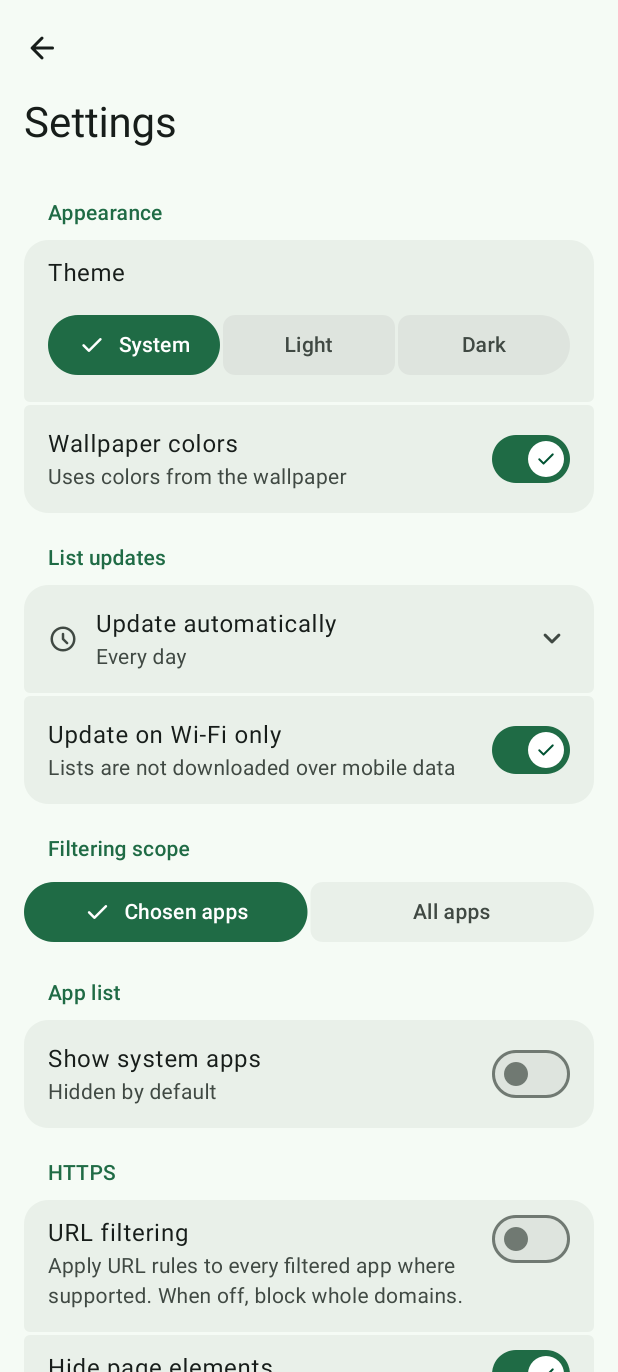 Settings
Appearance
Theme
System
Light
Dark
Wallpaper colors
Uses colors from the wallpaper
List updates
Update automatically
Every day
Update on Wi-Fi only
Lists are not downloaded over mobile data
Filtering scope
Chosen apps
All apps
App list
Show system apps
Hidden by default
HTTPS
URL filtering
Apply URL rules to every filtered app where
supported. When off, block whole domains.
Hide page elements